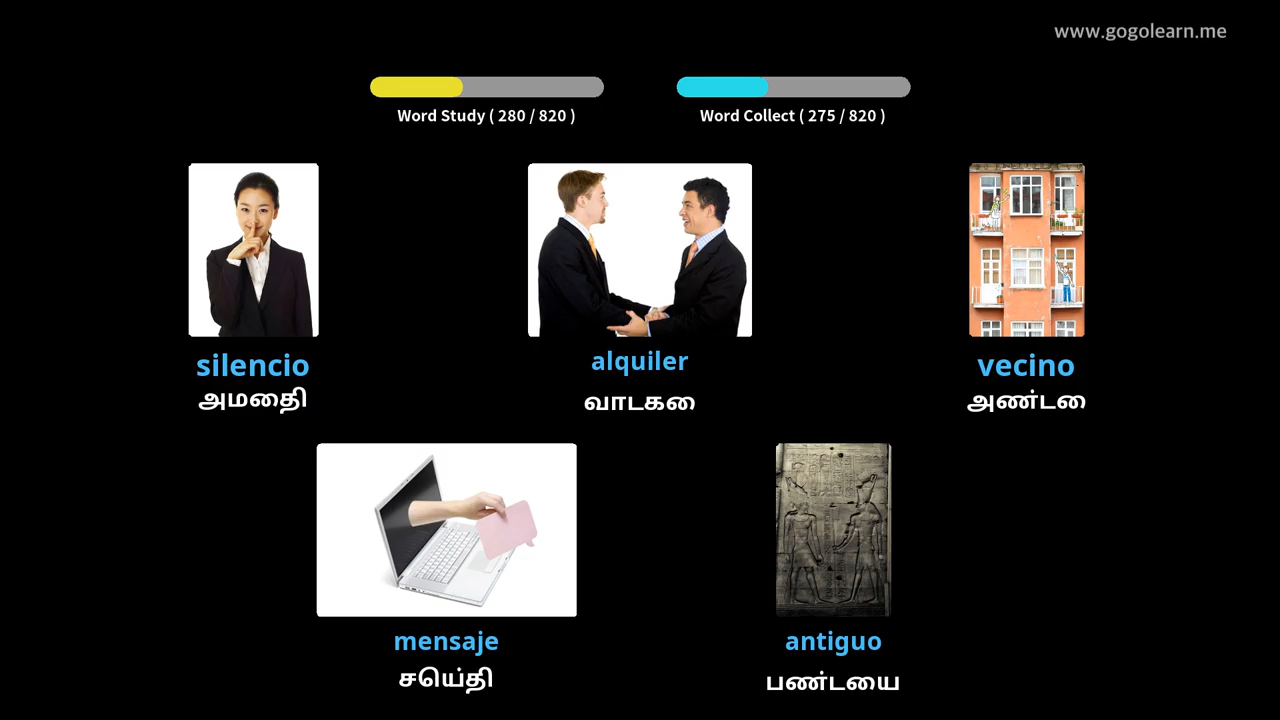 www.gogolearn.me
Word Study ( 280 / 820 )
Word Collect ( 275 / 820 )
silencio
alquiler
vecino
அமைதி
வாடகை
அண்டை
mensaje
antiguo
செய்தி
பண்டைய